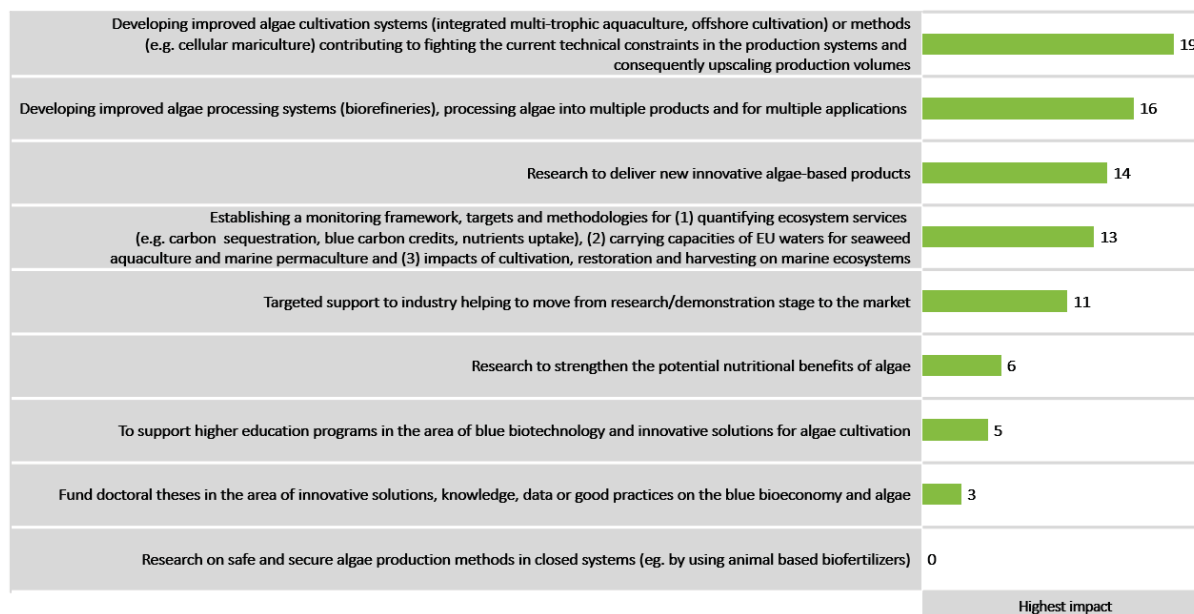 Developing improved algae cultivation systems (integrated multi-trophic aquaculture, offshore cultivation) or methods
(e.g. cellular mariculture) contributing to fighting the current technical constraints in the production systems and
consequently upscaling production volumes
19
Developing improved algae processing systems (biorefineries), processing algae into multiple products and for multiple applications
16
Research to deliver new innovative algae-based products
14
Establishing a monitoring framework, targets and methodologies for (1) quantifying ecosystem services
(e.g. carbon sequestration, blue carbon credits, nutrients uptake), (2) carrying capacities of EU waters for seaweed
aquaculture and marine permaculture and (3) impacts of cultivation, restoration and harvesting on marine ecosystems
13
Targeted support to industry helping to move from research/demonstration stage to the market
11
Research to strengthen the potential nutritional benefits of algae
6
To support higher education programs in the area of blue biotechnology and innovative solutions for algae cultivation
5
Fund doctoral theses in the area of innovative solutions, knowledge, data or good practices on the blue bioeconomy and algae
3
Research on safe and secure algae production methods in closed systems (eg. by using animal based biofertilizers)
0
Highest impact